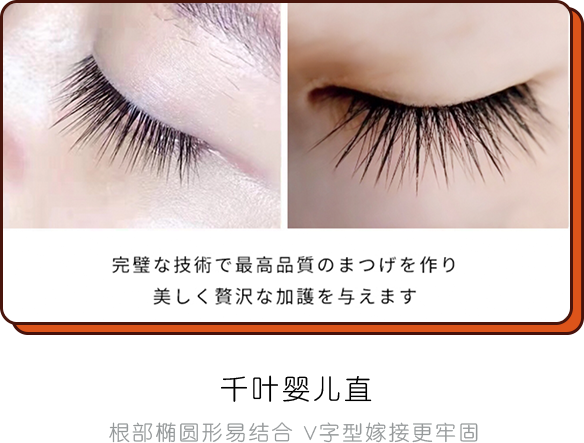 完璧な技術で最高品質のまつげを作り
美しく贅沢な加護を与えます
千叶婴儿直
根部椭圆形易结合 V字型嫁接更牢固